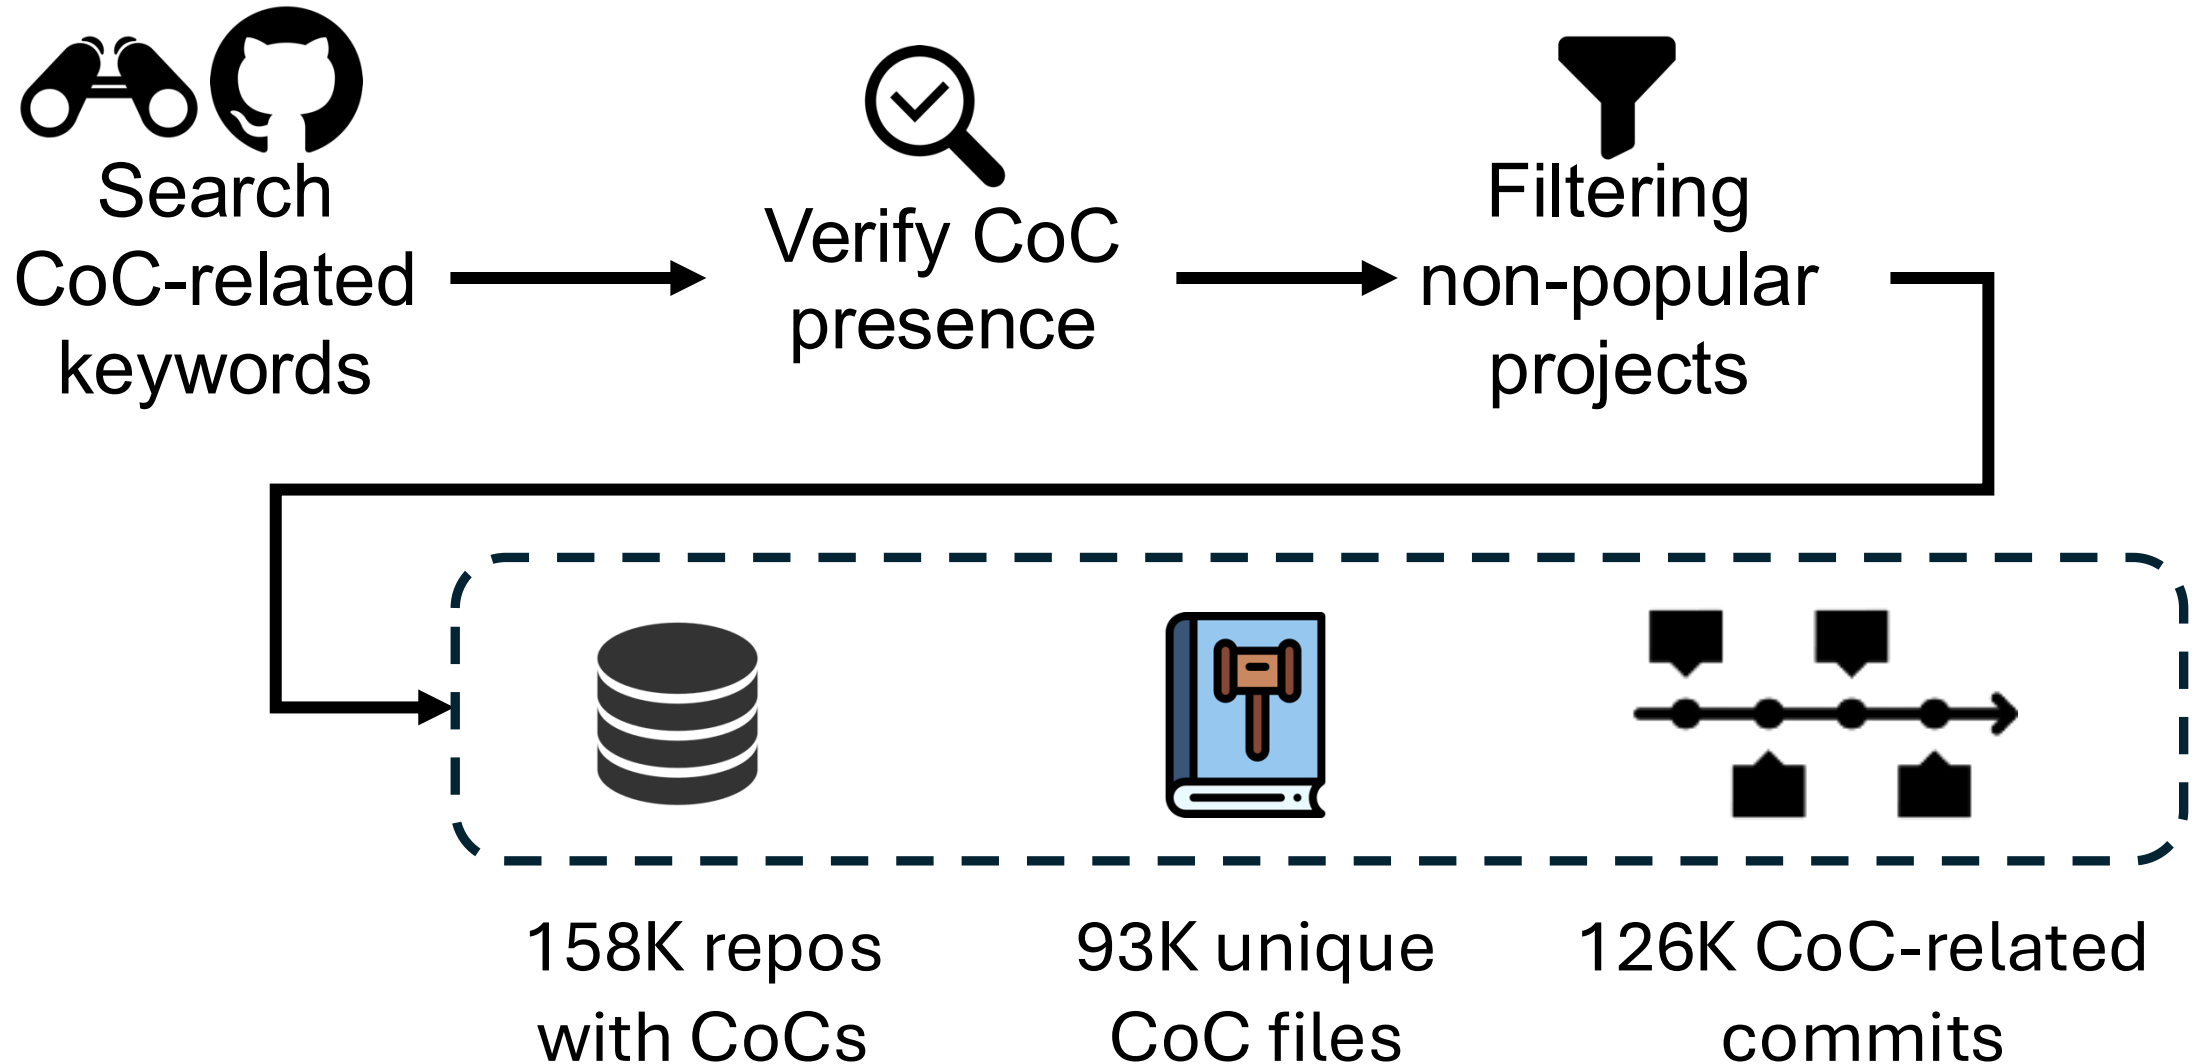 Search
CoC-related
keywords
Verify CoC
presence
Filtering
non-popular
projects
158K repos
with CoCs
93K unique
CoC files
126K CoC-related
commits